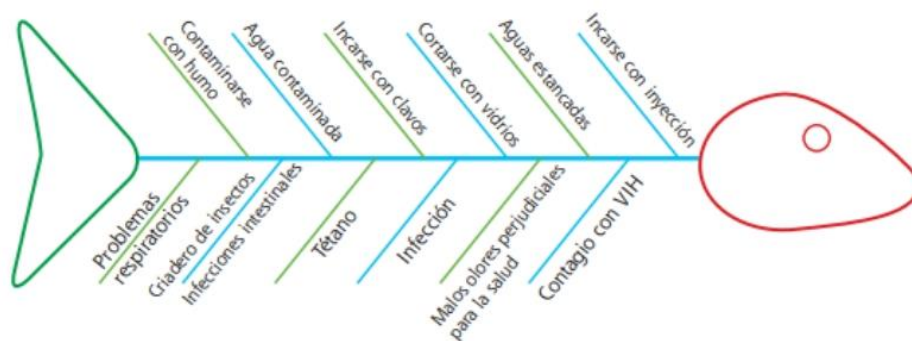 Contaminarse
con humo
Agua contaminada
Incarse con clavos
Cortarse con vidrios
Aguas estancadas
Incarse con inyección
Problemas
respiratorios
Criadero de insectos
Infecciones intestinales
Tétano
Infección
Malos olores perjudiciales
para la salud
Contagio con VIH